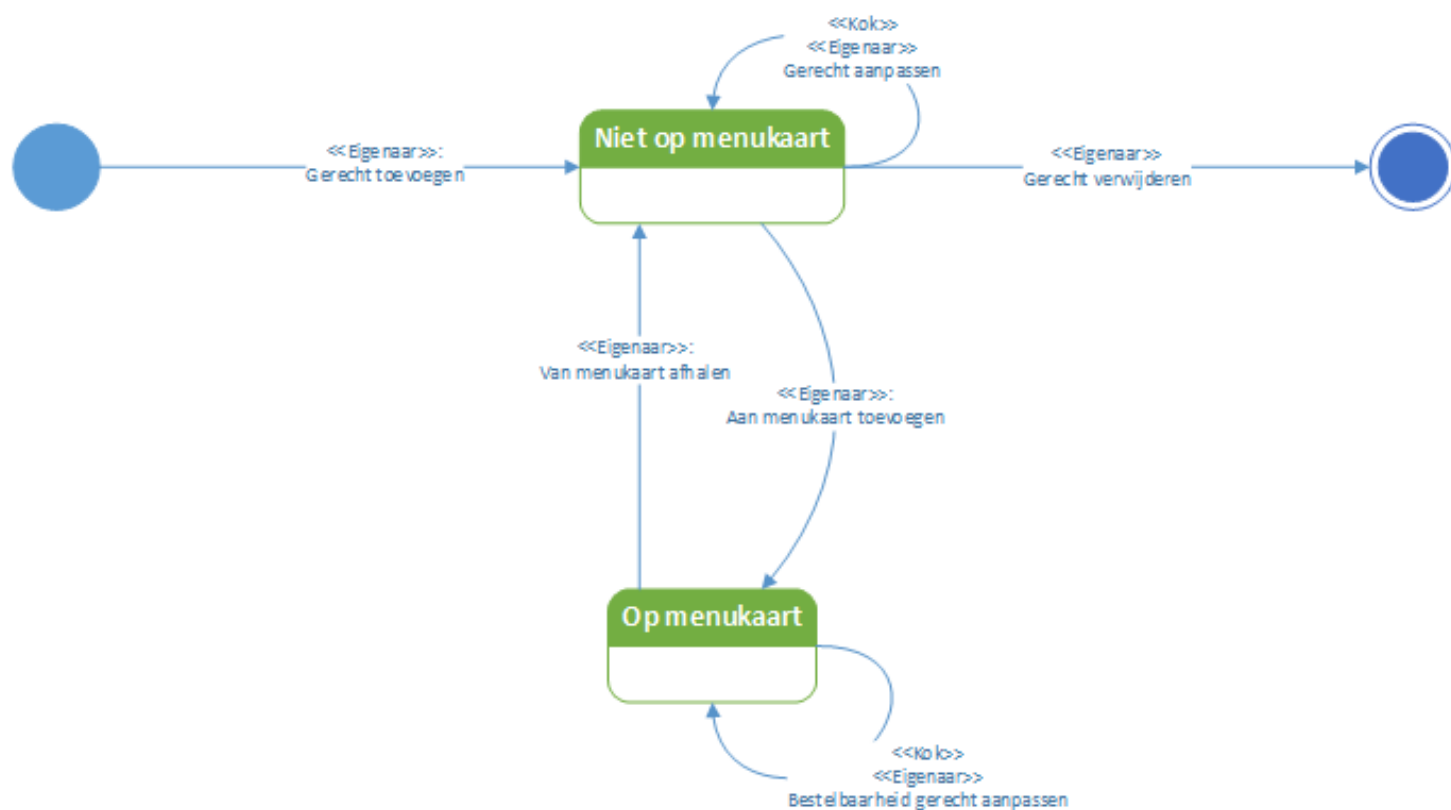 <<Kok>>
<<Eigenaar>>
Gerecht aanpassen
Niet op menukaart
<<Eigenaar>>:
Gerecht toevoegen
<<Eigenaar>>
Gerecht verwijderen
<<Eigenaar>>:
Van menukaart afhalen
<<Eigenaar>>:
Aan menukaart toevoegen
Op menukaart
<<Kok>>
<<Eigenaar>>
Bestelbaarheid gerecht aanpassen